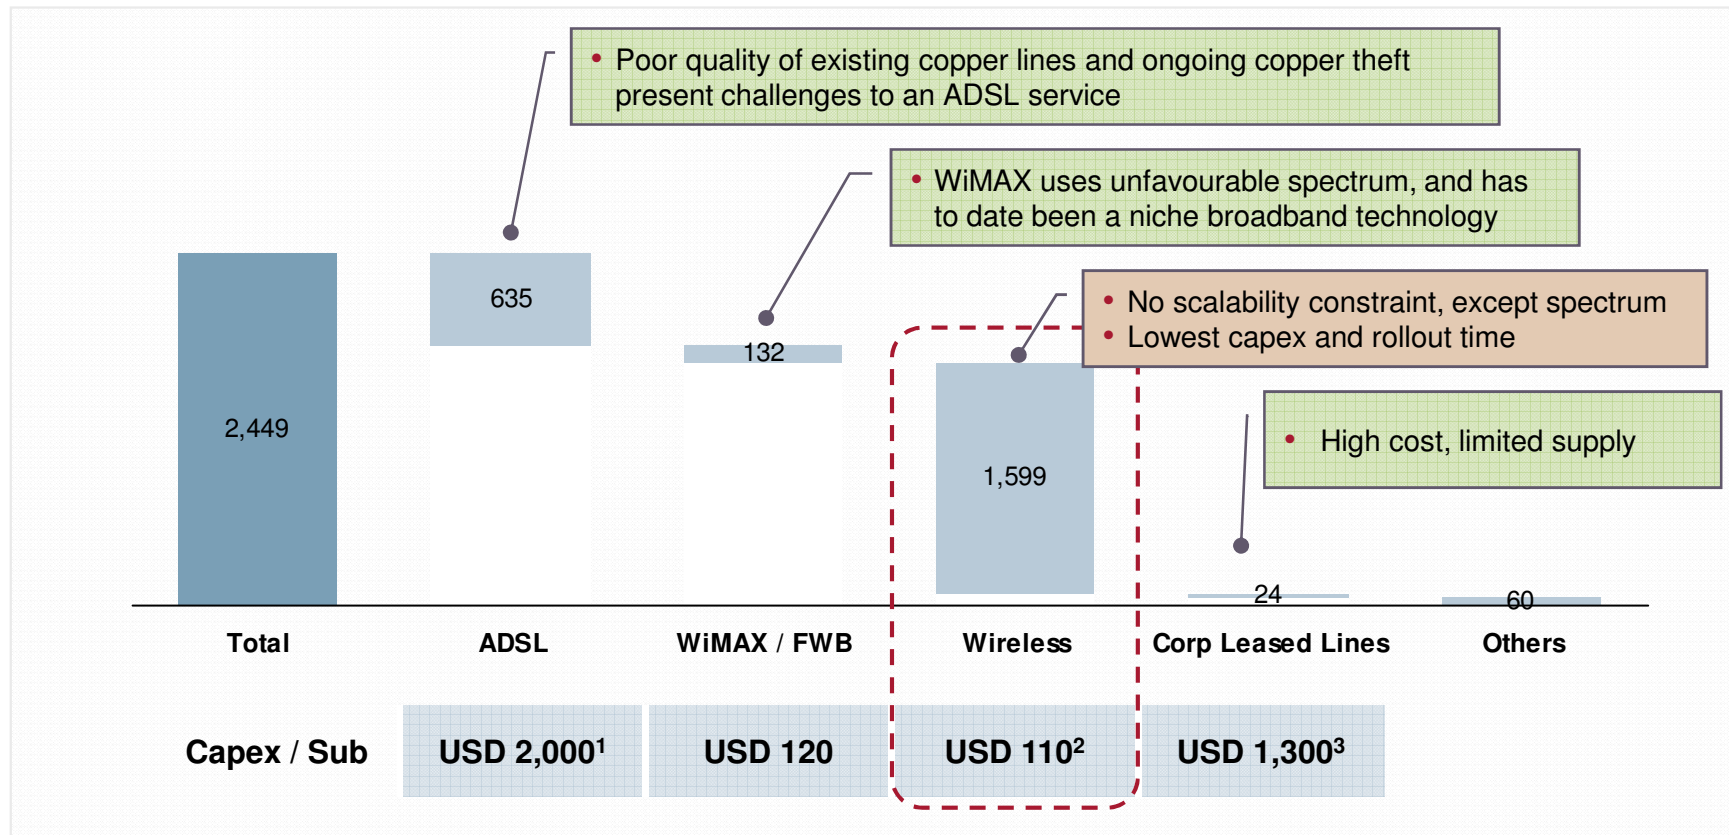 • Poor quality of existing copper lines and ongoing copper theft
present challenges to an ADSL service
• WiMAX uses unfavourable spectrum, and has
to date been a niche broadband technology
• No scalability constraint, except spectrum
• Lowest capex and rollout time
• High cost, limited supply
2,449
635
132
1,599
24
60
Total
ADSL
WiMAX / FWB
Wireless
Corp Leased Lines
Others
Capex / Sub
USD 2,000¹
USD 120
USD 110²
USD 1,300³